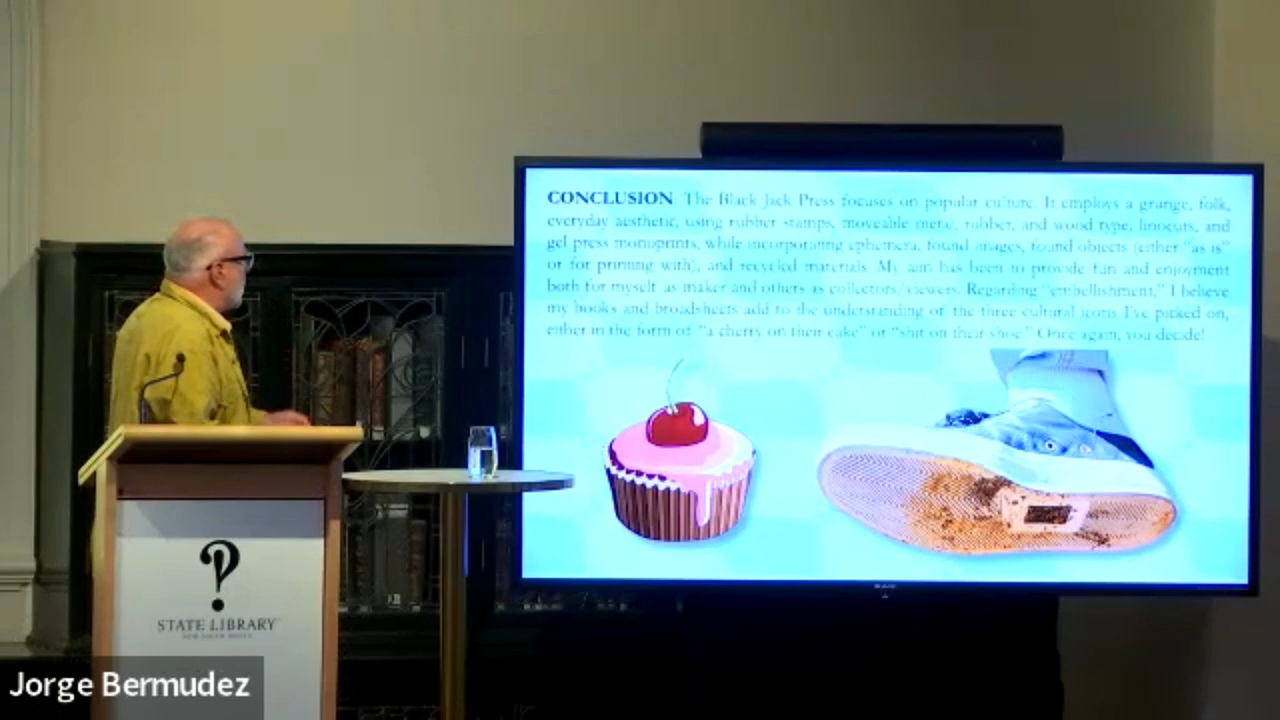 CONCLUSION The Black Jack Press focuses on popular culture. It employs a grunge, folk,
everyday aesthetic, using rubber stamps, moveable metal, rubber, and wood type, linocuts, and
gel press monoprints, while incorporating ephemera, found images, found objects (either "as is"
or for printing with), and recycled materials. My aim has been to provide fun and enjoyment
both for myself as maker and others as collectors/viewers. Regarding "embellishment," I believe
my books and broadsheets add to the understanding of the three cultural icons I've picked on,
either in the form of "a cherry on their cake" or "shit on their shoe." Once again, you decide!
STATE LIBRARY
NEW SOUTH WALES
Jorge Bermudez